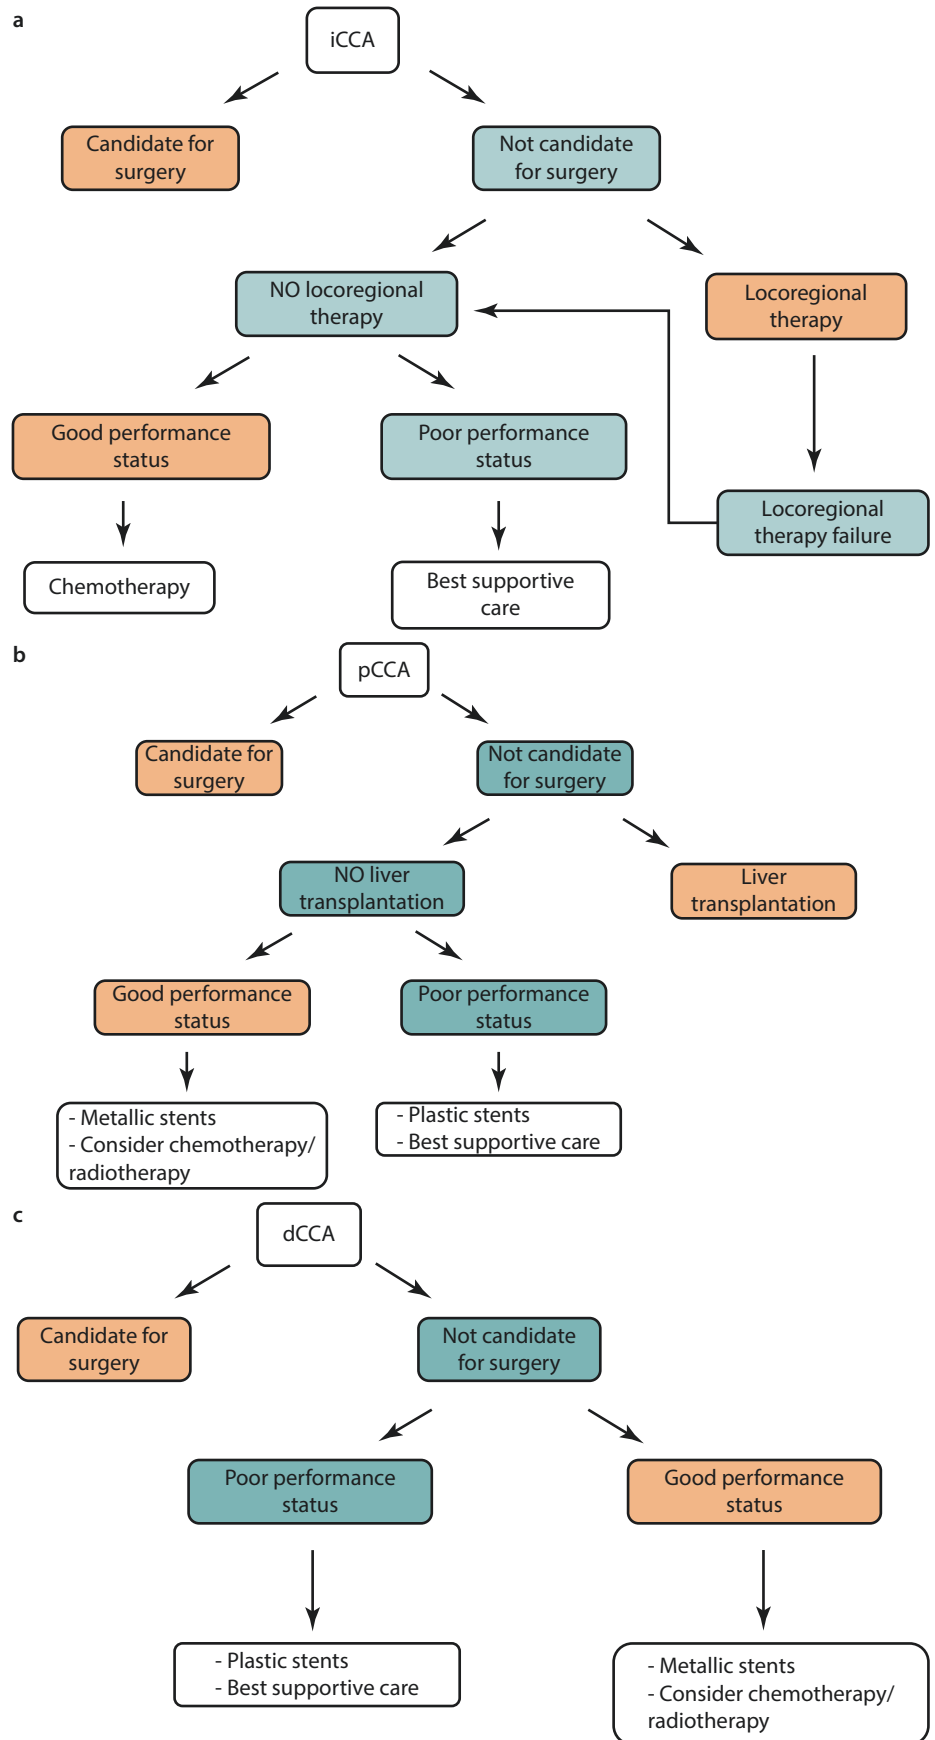 a
iCCA
Candidate for
surgery
Not candidate
for surgery
NO locoregional
therapy
Locoregional
therapy
Good performance
status
Poor performance
status
Locoregional
therapy failure
Chemotherapy
Best supportive
care
b
pCCA
Candidate for
surgery
Not candidate
for surgery
NO liver
transplantation
Liver
transplantation
Good performance
status
Poor performance
status
- Metallic stents
- Consider chemotherapy/
radiotherapy
- Plastic stents
- Best supportive care
c
dCCA
Candidate for
surgery
Not candidate
for surgery
Poor performance
status
Good performance
status
- Plastic stents
- Best supportive care
- Metallic stents
- Consider chemotherapy/
radiotherapy